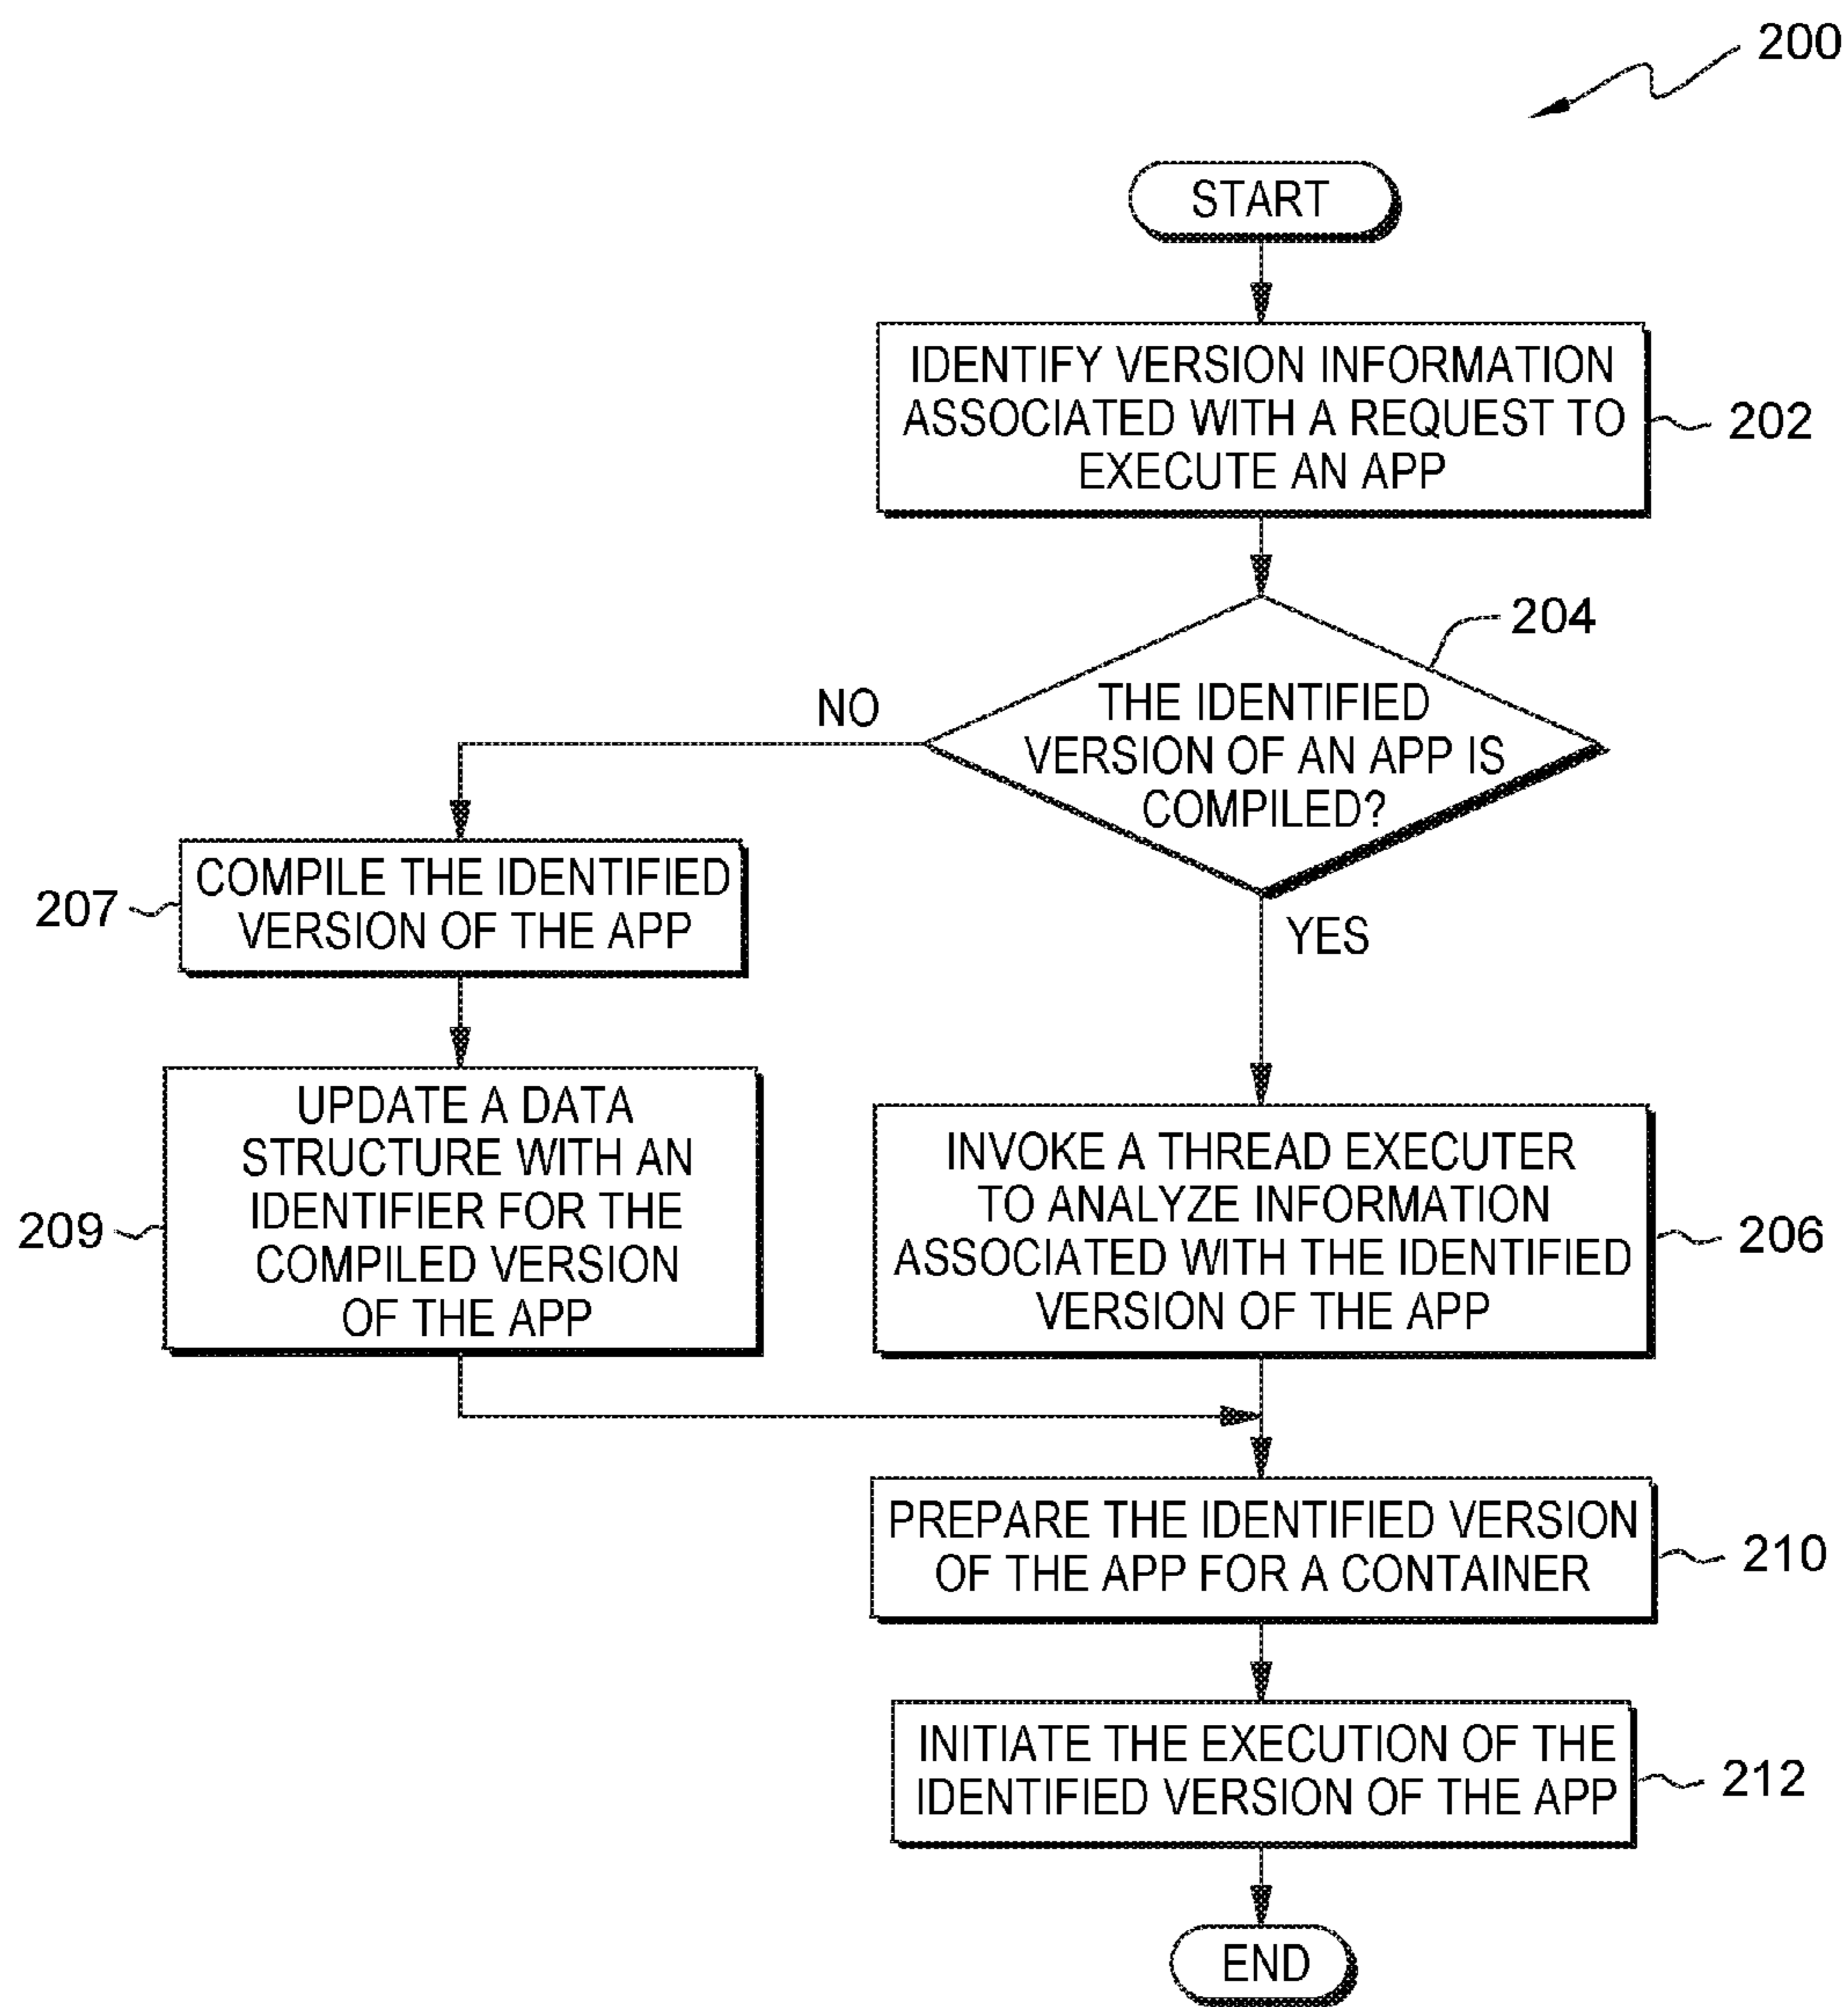 200
START
IDENTIFY VERSION INFORMATION
ASSOCIATED WITH A REQUEST TO
EXECUTE AN APP
202
204
THE IDENTIFIED
VERSION OF AN APP IS
COMPILED?
NO
YES
COMPILE THE IDENTIFIED
VERSION OF THE APP
207
UPDATE A DATA
STRUCTURE WITH AN
IDENTIFIER FOR THE
COMPILED VERSION
OF THE APP
209
INVOKE A THREAD EXECUTER
TO ANALYZE INFORMATION
ASSOCIATED WITH THE IDENTIFIED
VERSION OF THE APP
206
PREPARE THE IDENTIFIED VERSION
OF THE APP FOR A CONTAINER
210
INITIATE THE EXECUTION OF THE
IDENTIFIED VERSION OF THE APP
212
END